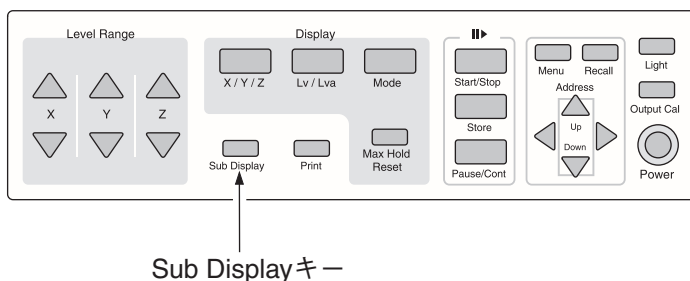 Level Range
X
Y
Z
Display
X / Y / Z
Lv / Lva
Mode
Sub Display
Print
Max Hold
Reset
Start/Stop
Store
Pause/Cont
Menu
Recall
Address
Up
Down
Light
Output Cal
Power
Sub Displayキー